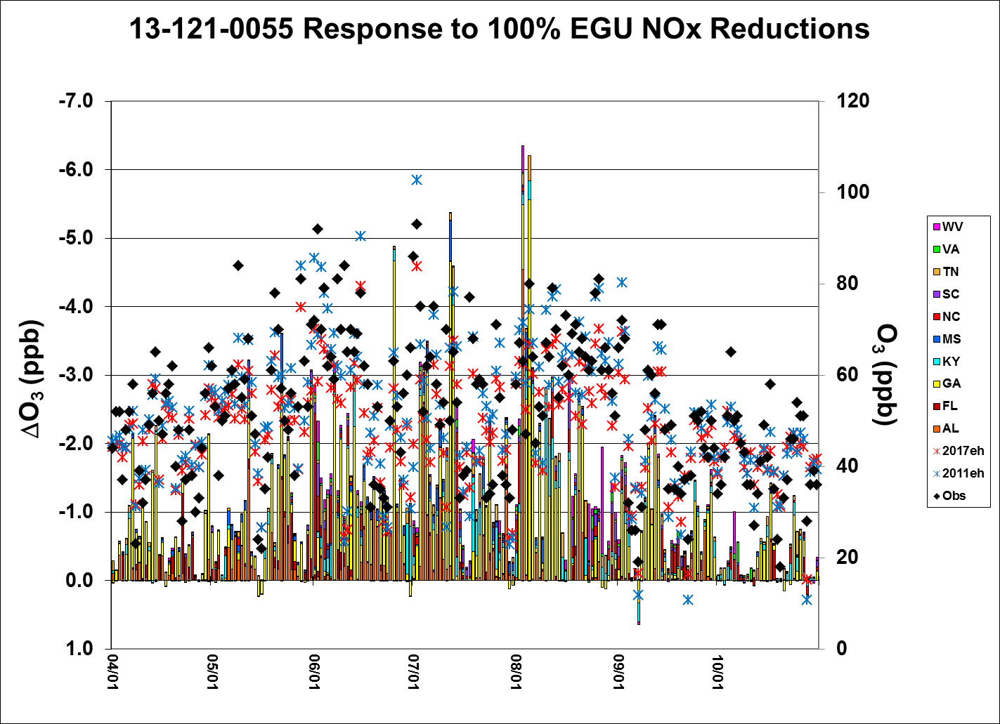 13-121-0055 Response to 100% EGU NOx Reductions
ΔO3 (ppb)
-7.0
-6.0
-5.0
-4.0
-3.0
-2.0
-1.0
0.0
1.0
120
100
80
60
40
20
0
O3 (ppb)
04/01
05/01
06/01
07/01
08/01
09/01
10/01
WV
VA
TN
SC
NC
MS
KY
GA
FL
AL
2017eh
2011eh
Obs